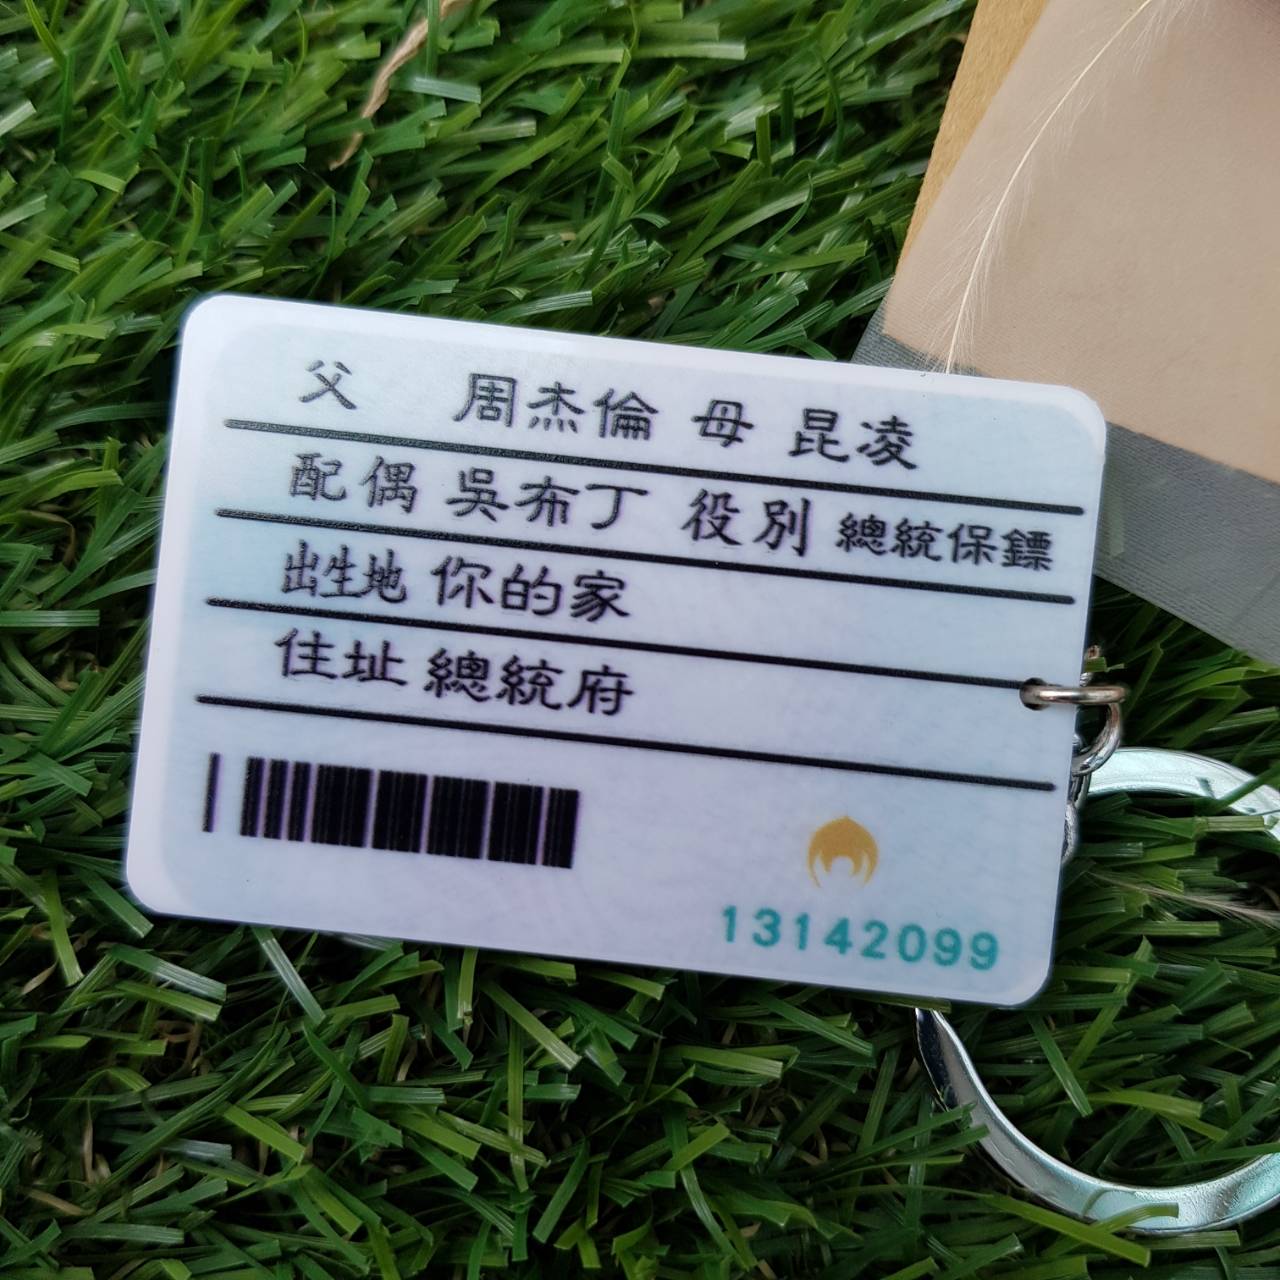 父 周杰倫 母 昆凌
配偶 吳布丁 役別 總統保鏢
出生地 你的家
住址 總統府
13142099